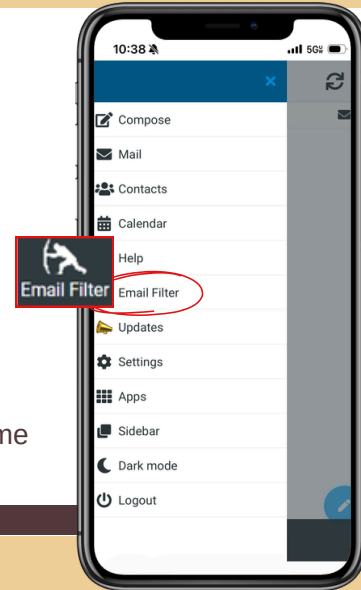 10:38
5G
Compose
Mail
Contacts
Calendar
Help
Email Filter
Email Filter
Updates
Settings
Apps
me
Sidebar
Dark mode
Logout